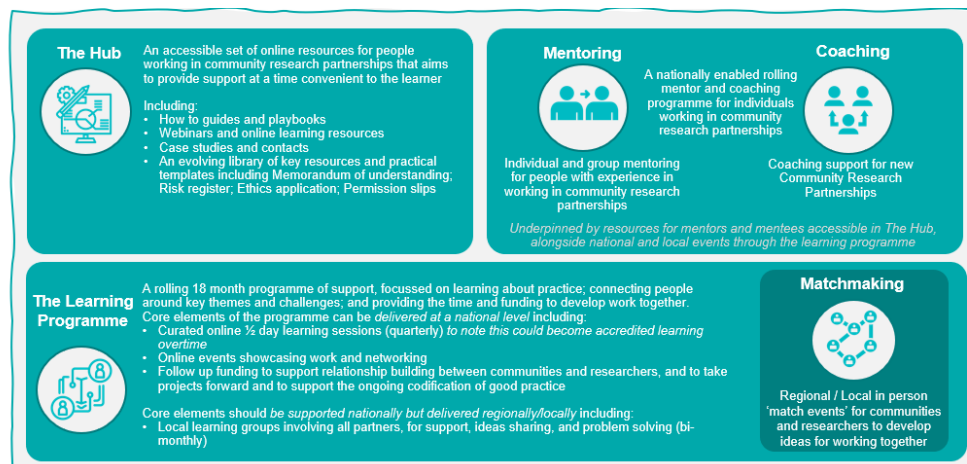 The Hub
An accessible set of online resources for people
working in community research partnerships that aims
to provide support at a time convenient to the learner
Including:
• How to guides and playbooks
• Webinars and online learning resources
• Case studies and contacts
• An evolving library of key resources and practical
templates including Memorandum of understanding;
Risk register; Ethics application; Permission slips
Mentoring
Individual and group mentoring
for people with experience in
working in community research
partnerships
A nationally enabled rolling
mentor and coaching
programme for individuals
working in community
research partnerships
Coaching
Coaching support for new
Community Research
Partnerships
Underpinned by resources for mentors and mentees accessible in The Hub,
alongside national and local events through the learning programme
The Learning
Programme
A rolling 18 month programme of support, focussed on learning about practice; connecting people
around key themes and challenges; and providing the time and funding to develop work together.
Core elements of the programme can be delivered at a national level including:
• Curated online ½ day learning sessions (quarterly) to note this could become accredited learning
overtime
• Online events showcasing work and networking
• Follow up funding to support relationship building between communities and researchers, and to take
projects forward and to support the ongoing codification of good practice
Core elements should be supported nationally but delivered regionally/locally including:
• Local learning groups involving all partners, for support, ideas sharing, and problem solving (bi-
monthly)
Matchmaking
Regional / Local in person
‘match events’ for communities
and researchers to develop
ideas for working together